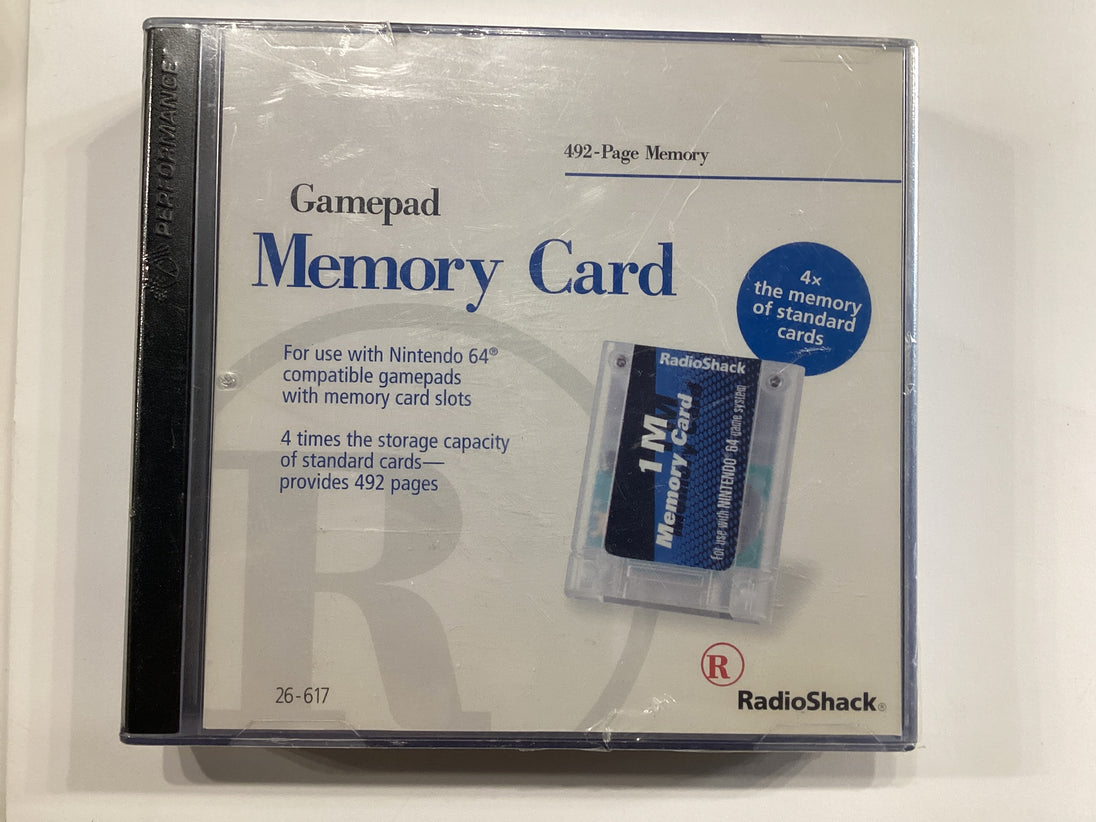 PERFORMANCE
492-Page Memory
Gamepad
Memory Card
4x
the memory
of standard
cards
For use with Nintendo 64®
compatible gamepads
with memory card slots
4 times the storage capacity
of standard cards—
provides 492 pages
RadioShack
1M
Memory Card
For use with NINTENDO 64 game system
R
R
26-617
RadioShack®